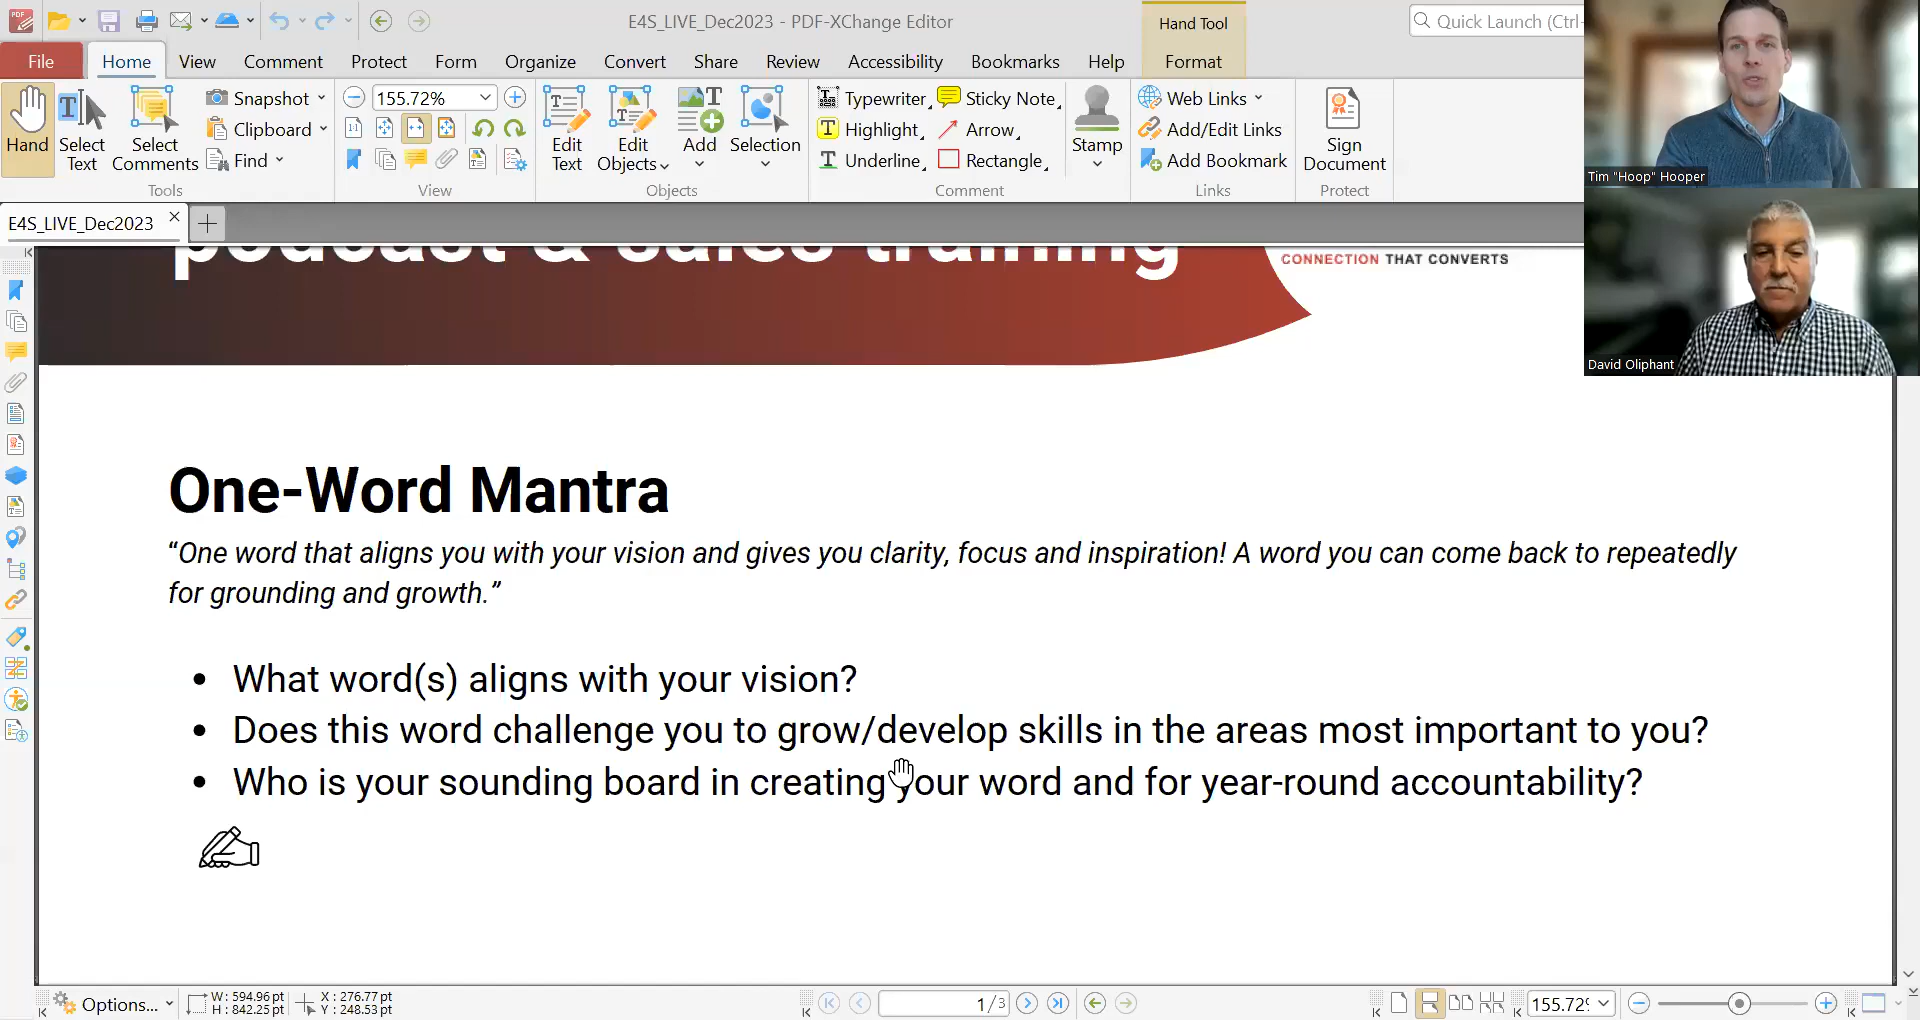 E4S_LIVE_Dec2023 - PDF-XChange Editor
Hand Tool
Quick Launch (Ctrl-
File Home View Comment Protect Form Organize Convert Share Review Accessibility Bookmarks Help Format
Hand
Select Text
Select Comments
Tools
Snapshot
Clipboard
Find
155.72%
View
Edit Text
Edit Objects
Add
Selection
Objects
Typewriter
Highlight
Underline
Sticky Note
Arrow
Rectangle
Comment
Stamp
Web Links
Add/Edit Links
Add Bookmark
Links
Sign Document
Protect
Tim "Hoop" Hooper
David Oliphant
E4S_LIVE_Dec2023
podcast & sales training
CONNECTION THAT CONVERTS
One-Word Mantra
“One word that aligns you with your vision and gives you clarity, focus and inspiration! A word you can come back to repeatedly
for grounding and growth.”
• What word(s) aligns with your vision?
• Does this word challenge you to grow/develop skills in the areas most important to you?
• Who is your sounding board in creating your word and for year-round accountability?
Options...
W: 594.96 pt
H: 842.25 pt
X: 276.77 pt
Y: 248.53 pt
1/3
155.72%